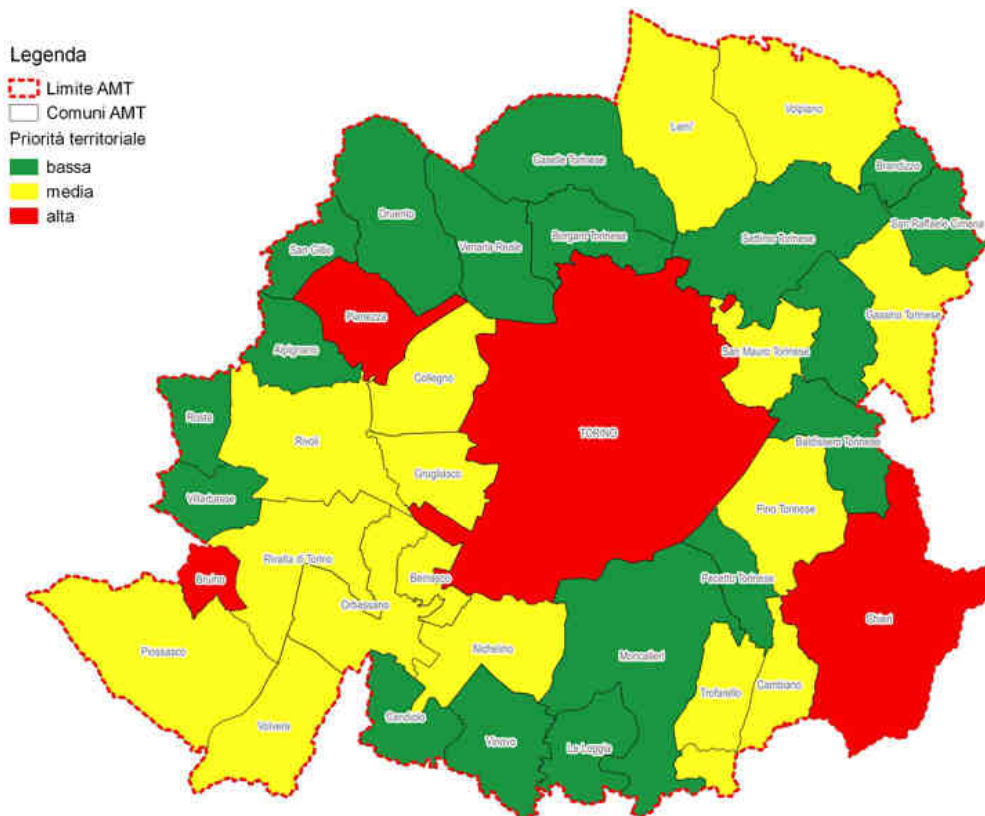 Legenda
Limite AMT
Comuni AMT
Priorità territoriale
bassa
media
alta
Leinì
Volpiano
Caselle Torinese
Brandizzo
San Raffaele Cimena
Druento
Venaria Reale
Borgaro Torinese
Settimo Torinese
San Gillio
Pianezza
Gassino Torinese
Alpignano
Collegno
San Mauro Torinese
Rosta
Rivoli
TORINO
Baldissero Torinese
Grugliasco
Villarbasse
Pino Torinese
Rivalta di Torino
Bruino
Beinasco
Pecetto Torinese
Orbassano
Chieri
Piossasco
Nichelino
Moncalieri
Trofarello
Cambiano
Volvera
Candiolo
Vinovo
La Loggia